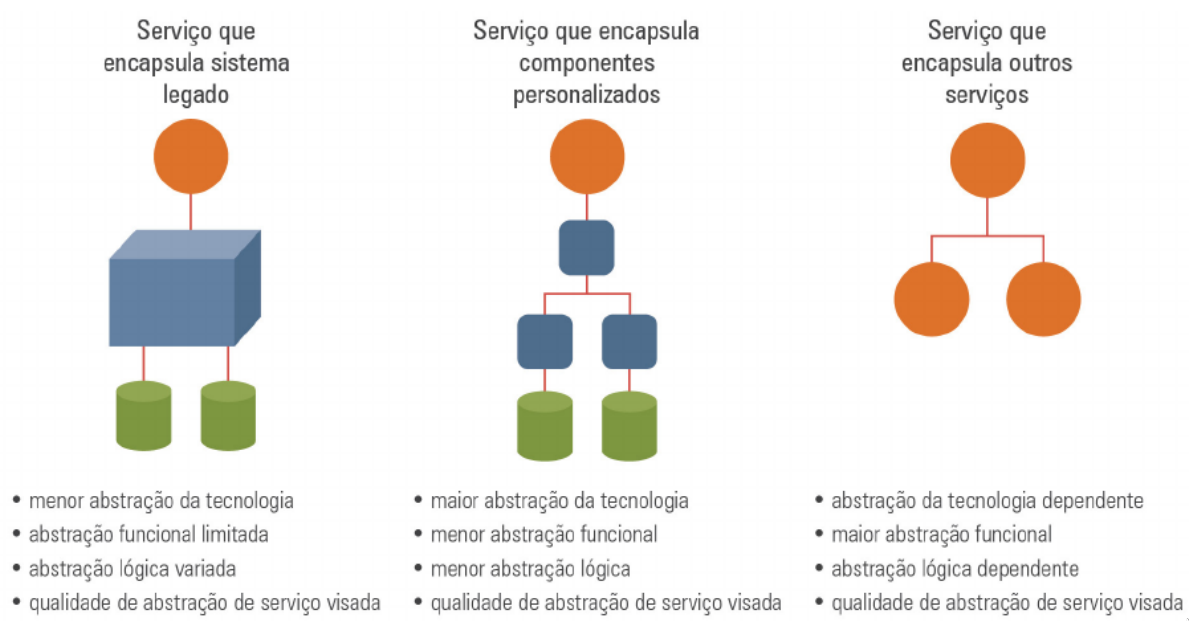 Serviço que
encapsula sistema
legado
Serviço que encapsula
componentes
personalizados
Serviço que
encapsula outros
serviços
• menor abstração da tecnologia
• abstração funcional limitada
• abstração lógica variada
• qualidade de abstração de serviço visada
• maior abstração da tecnologia
• menor abstração funcional
• menor abstração lógica
• qualidade de abstração de serviço visada
• abstração da tecnologia dependente
• maior abstração funcional
• abstração lógica dependente
• qualidade de abstração de serviço visada